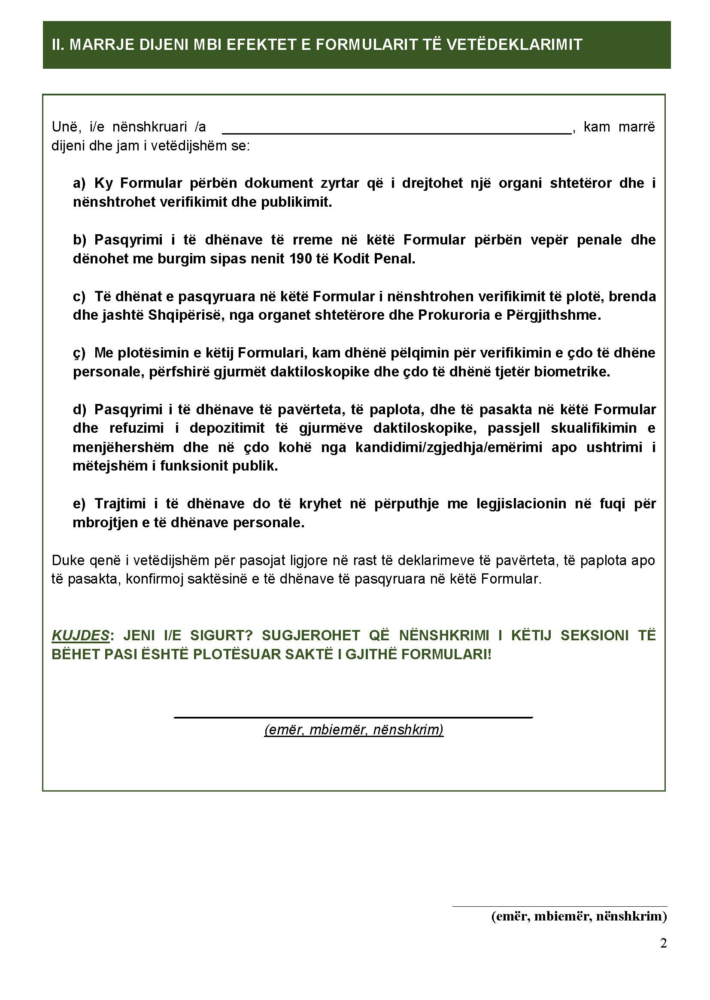 II. MARRJE DIJENI MBI EFEKTET E FORMULARIT TË VETËDEKLARIMIT
Unë, i/e nënshkruari /a ________________________________________, kam marrë
dijeni dhe jam i vetëdijshëm se:
a) Ky Formular përbën dokument zyrtar që i drejtohet një organi shtetëror dhe i
nënshtrohet verifikimit dhe publikimit.
b) Pasqyrimi i të dhënave të rreme në këtë Formular përbën vepër penale dhe
dënohet me burgim sipas nenit 190 të Kodit Penal.
c) Të dhënat e pasqyruara në këtë Formular i nënshtrohen verifikimit të plotë, brenda
dhe jashtë Shqipërisë, nga organet shtetërore dhe Prokuroria e Përgjithshme.
ç) Me plotësimin e këtij Formulari, kam dhënë pëlqimin për verifikimin e çdo të dhëne
personale, përfshirë gjurmët daktiloskopike dhe çdo të dhënë tjetër biometrike.
d) Pasqyrimi i të dhënave të pavërteta, të paplota, dhe të pasakta në këtë Formular
dhe refuzimi i depozitimit të gjurmëve daktiloskopike, passjell skualifikimin e
menjëhershëm dhe në çdo kohë nga kandidimi/zgjedhja/emërimi apo ushtrimi i
mëtejshëm i funksionit publik.
e) Trajtimi i të dhënave do të kryhet në përputhje me legjislacionin në fuqi për
mbrojtjen e të dhënave personale.
Duke qenë i vetëdijshëm për pasojat ligjore në rast të deklarimeve të pavërteta, të paplota apo
të pasakta, konfirmoj saktësinë e të dhënave të pasqyruara në këtë Formular.
KUJDES: JENI I/E SIGURT? SUGJEROHET QË NËNSHKRIMI I KËTIJ SEKSIONI TË
BËHET PASI ËSHTË PLOTËSUAR SAKTË I GJITHË FORMULARI!
(emër, mbiemër, nënshkrim)
(emër, mbiemër, nënshkrim)
2